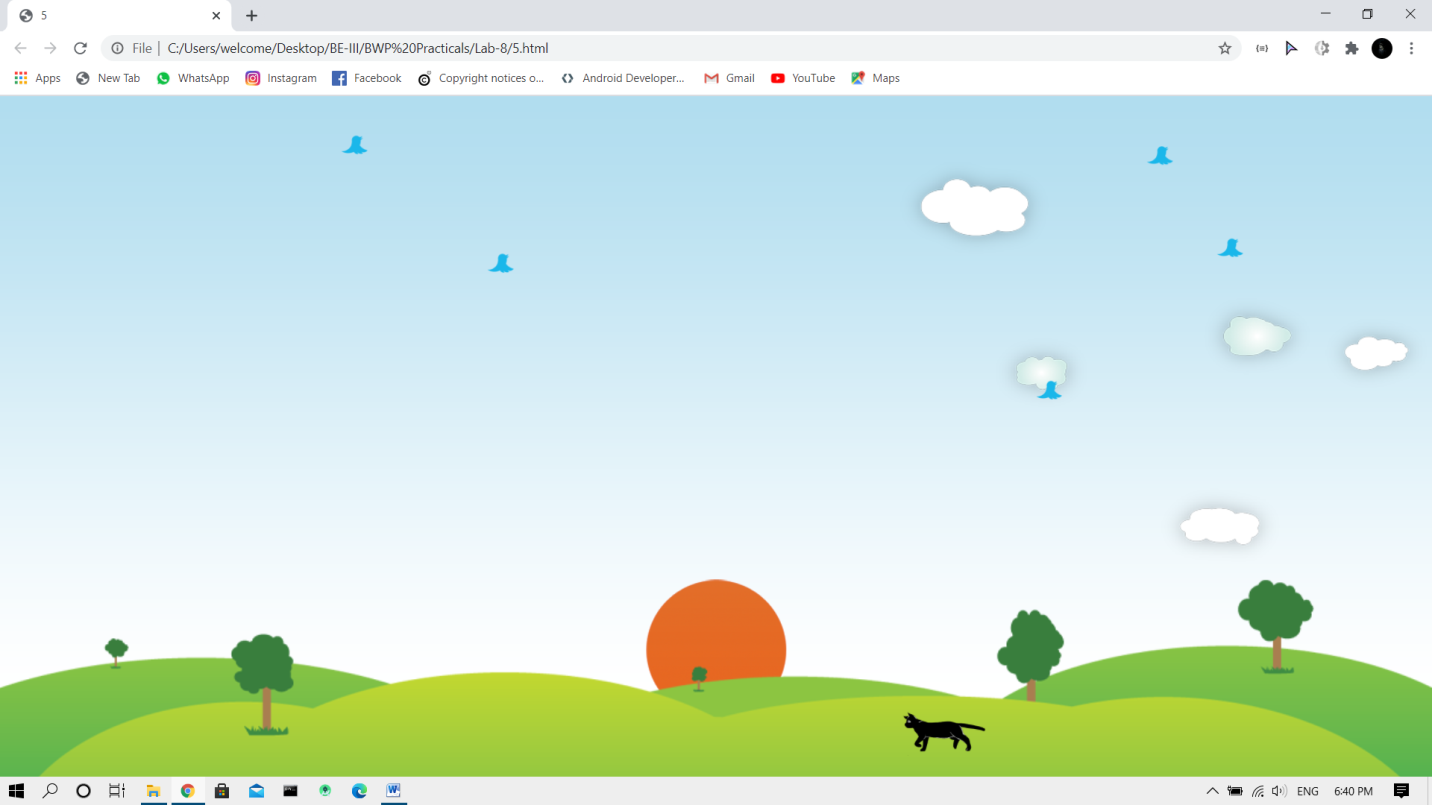 5
File | C:/Users/welcome/Desktop/BE-III/BWP%20Practicals/Lab-8/5.html
Apps New Tab WhatsApp Instagram Facebook Copyright notices o... Android Developer... Gmail YouTube Maps
ENG 6:40 PM